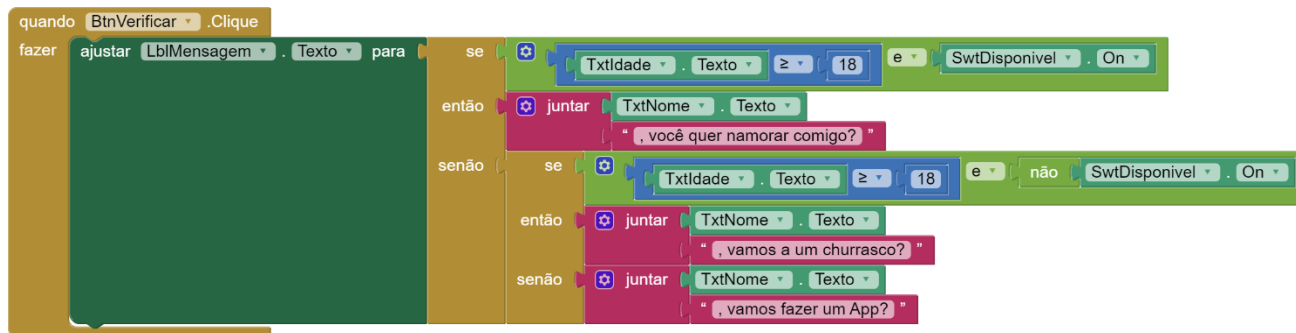 quando BtnVerificar .Clique
fazer ajustar LblMensagem . Texto para se TxtIdade . Texto ≥ 18 e SwtDisponivel . On
então juntar TxtNome . Texto
“ , você quer namorar comigo? ”
senão se TxtIdade . Texto ≥ 18 e não SwtDisponivel . On
então juntar TxtNome . Texto
“ , vamos a um churrasco? ”
senão juntar TxtNome . Texto
“ , vamos fazer um App? ”